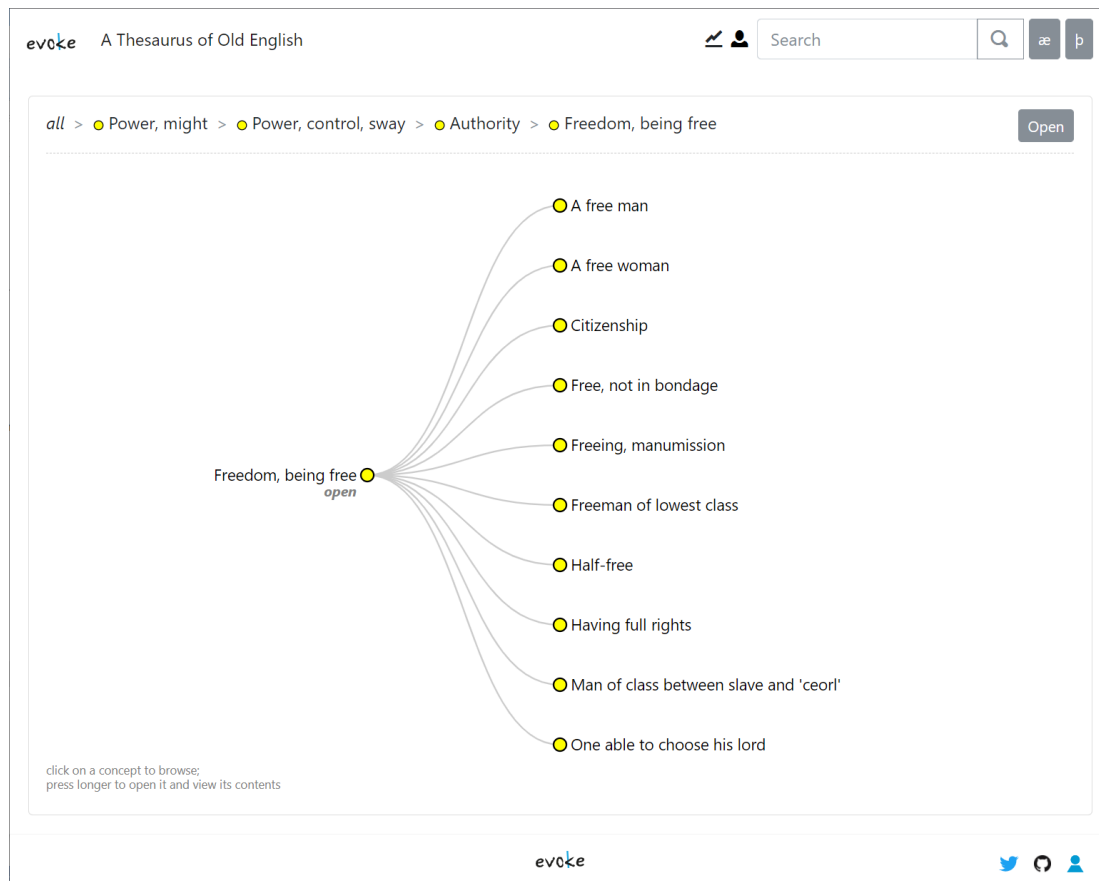 evoke A Thesaurus of Old English Search æ þ
all > Power, might > Power, control, sway > Authority > Freedom, being free Open
A free man
A free woman
Citizenship
Free, not in bondage
Freeing, manumission
Freedom, being free
open
Freeman of lowest class
Half-free
Having full rights
Man of class between slave and 'ceorl'
One able to choose his lord
click on a concept to browse;
press longer to open it and view its contents
evoke